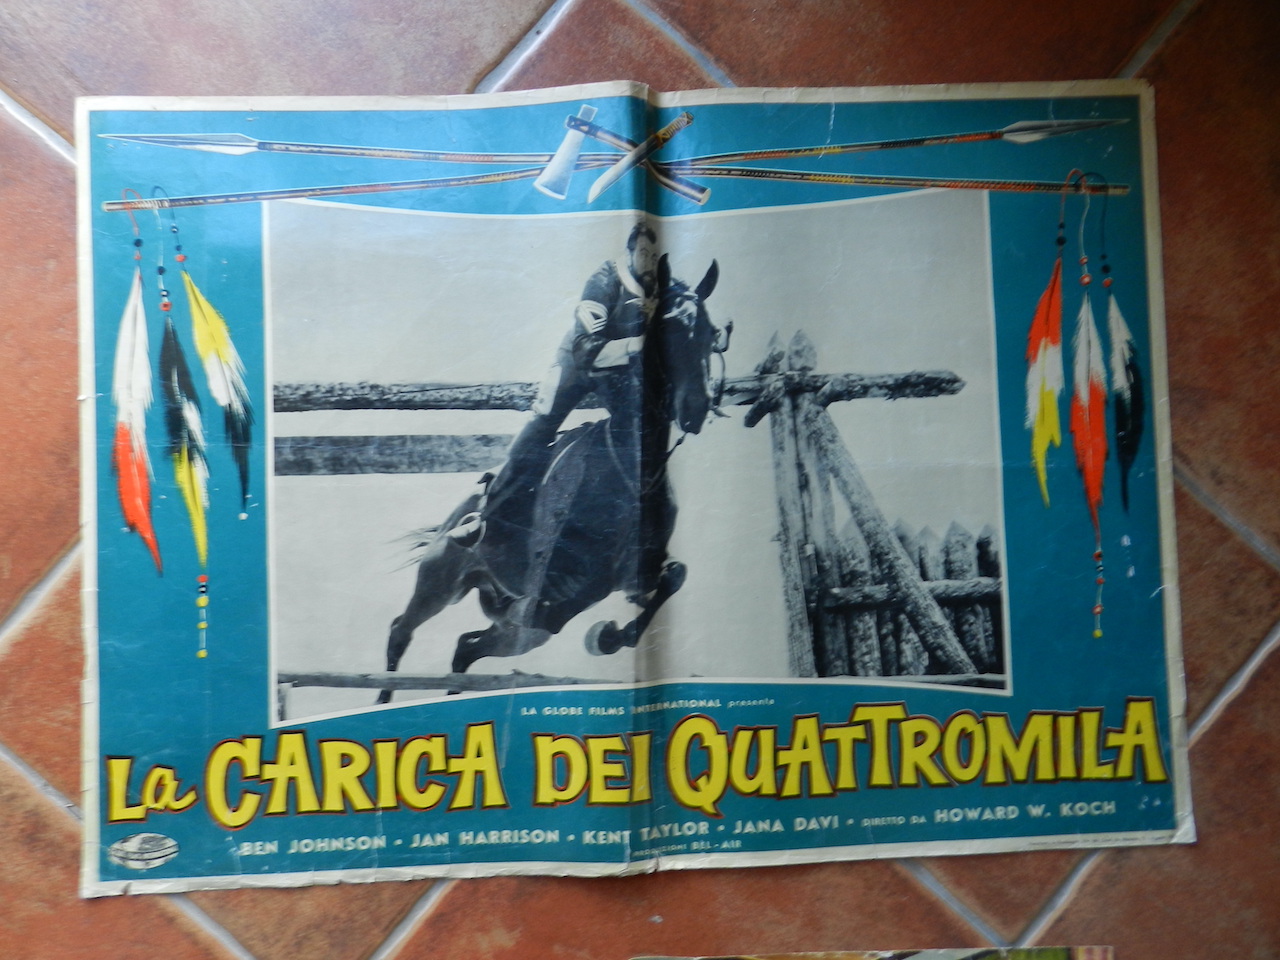 LA GLOBE FILMS INTERNATIONAL presenta
La CARICA DEI QUATTROMILA
BEN JOHNSON - JAN HARRISON - KENT TAYLOR - JANA DAVI - DIRETTO DA HOWARD W. KOCH
PRODUZIONI BEL-AIR